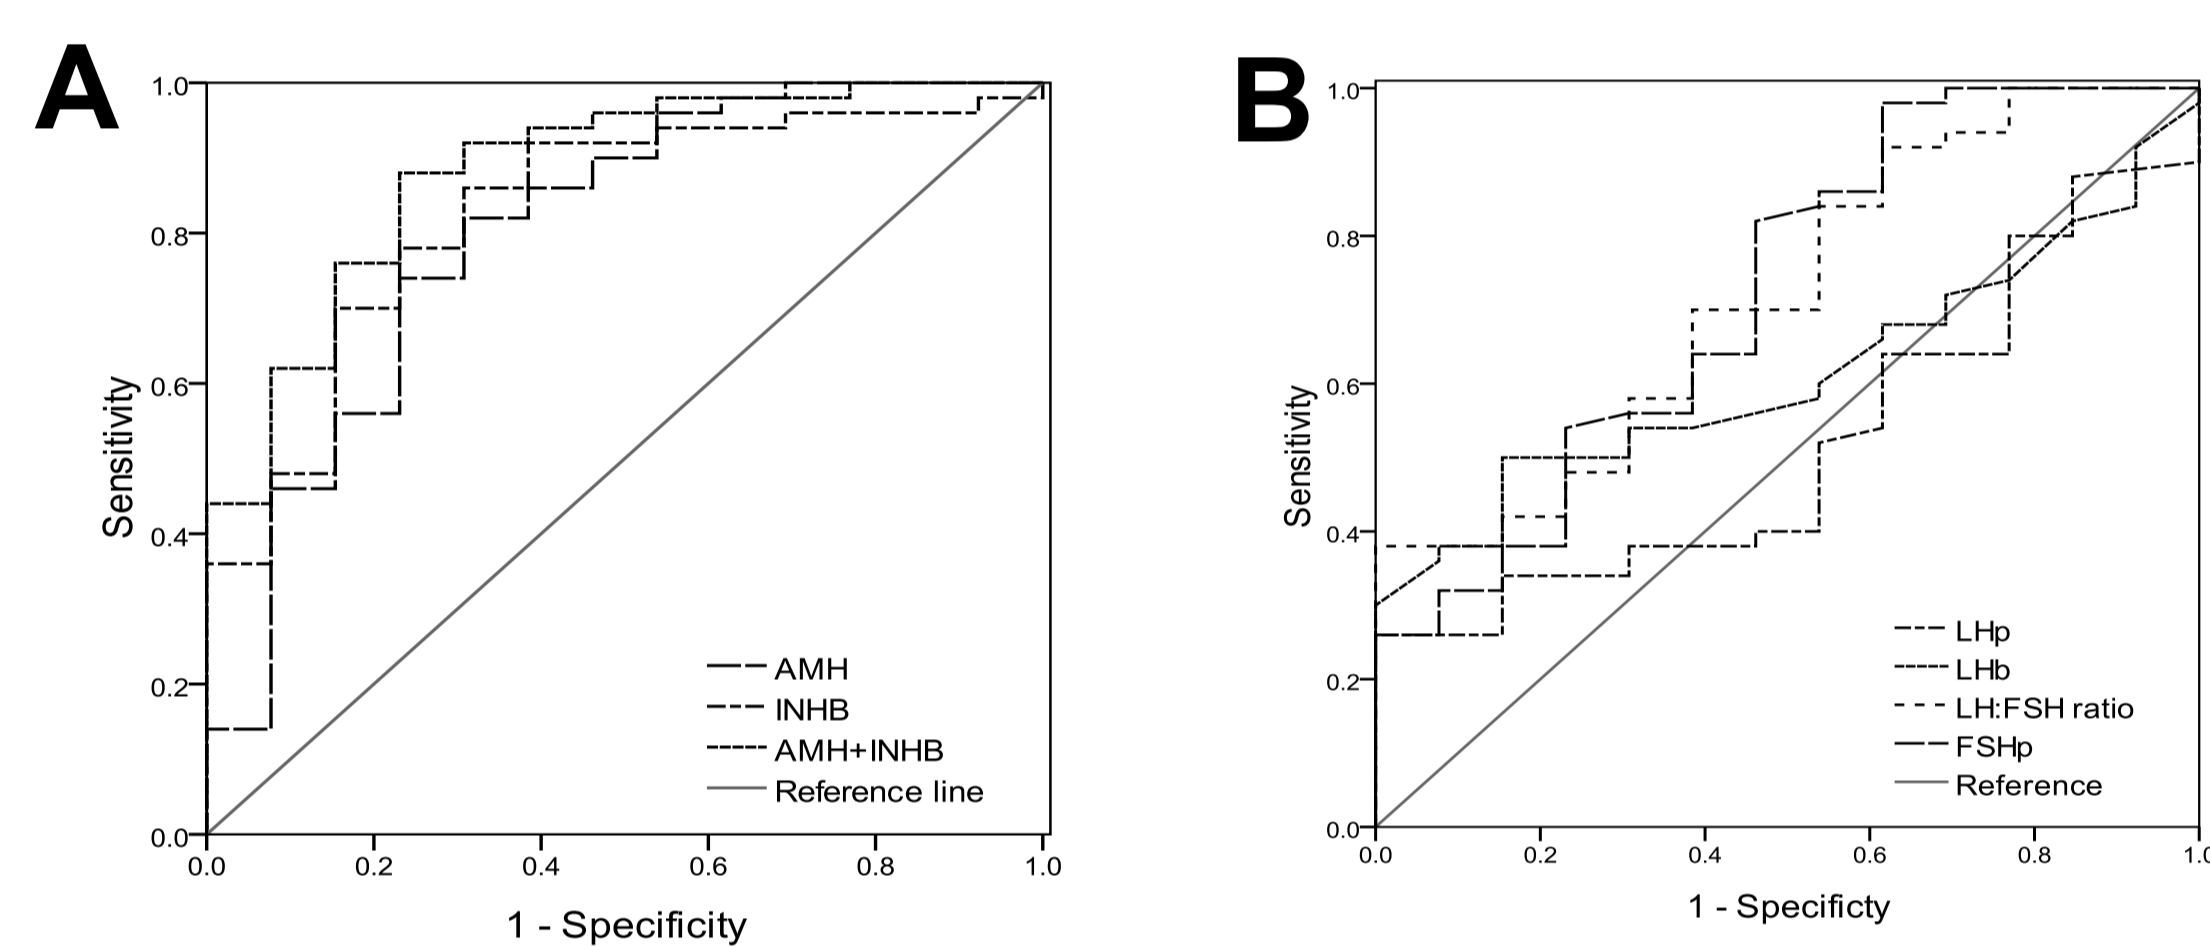 A
1.0
0.8
0.6
0.4
0.2
0.0
Sensitivity
0.0 0.2 0.4 0.6 0.8 1.0
1 - Specificity
AMH
INHB
AMH+INHB
Reference line
B
1.0
0.8
0.6
0.4
0.2
0.0
Sensitivity
0.0 0.2 0.4 0.6 0.8 1.0
1 - Specificty
LHp
LHb
LH:FSH ratio
FSHp
Reference